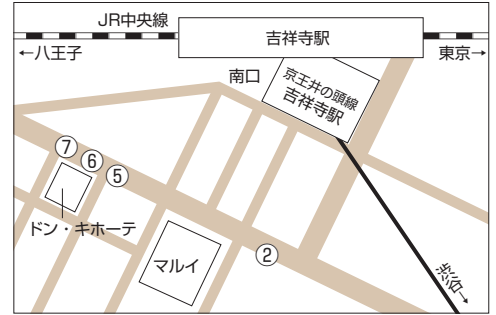 JR中央線
吉祥寺駅
←八王子
東京→
南口
京王井の頭線
吉祥寺駅
⑦
⑥
⑤
ドン・キホーテ
マルイ
②
渋谷→